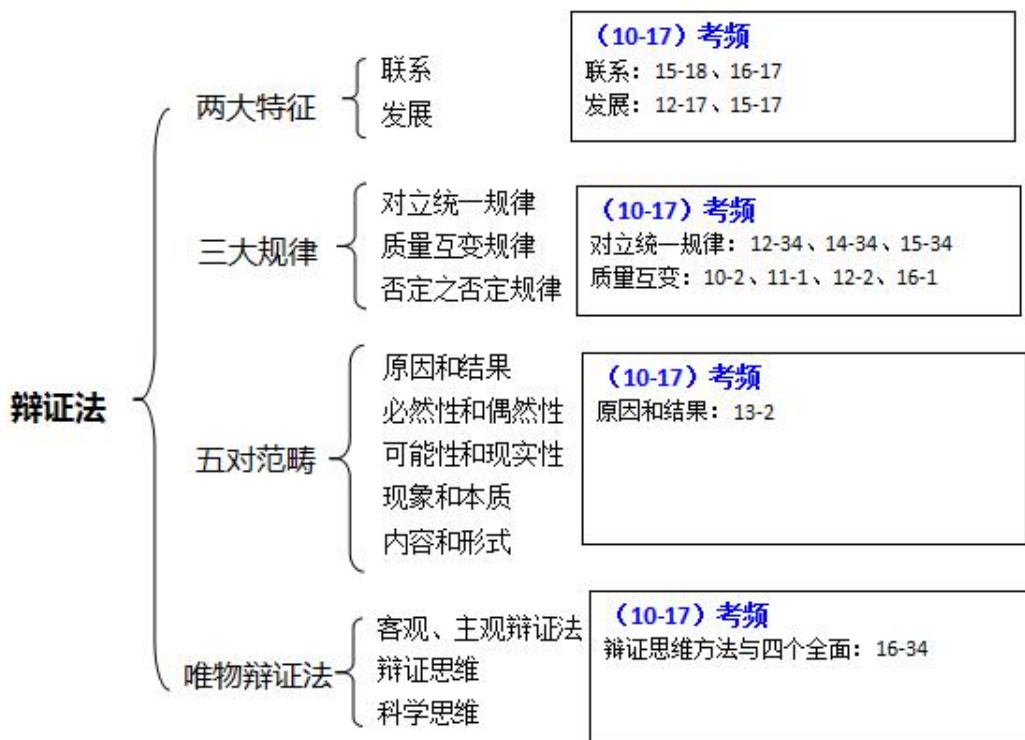 辩证法
两大特征
联系
发展
（10-17）考频
联系：15-18、16-17
发展：12-17、15-17
三大规律
对立统一规律
质量互变规律
否定之否定规律
（10-17）考频
对立统一规律：12-34、14-34、15-34
质量互变：10-2、11-1、12-2、16-1
五对范畴
原因和结果
必然性和偶然性
可能性和现实性
现象和本质
内容和形式
（10-17）考频
原因和结果：13-2
唯物辩证法
客观、主观辩证法
辩证思维
科学思维
（10-17）考频
辩证思维方法与四个全面：16-34